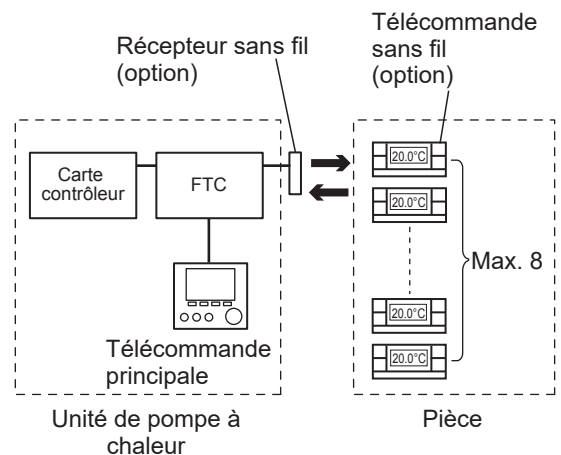 Récepteur sans fil
(option)
Télécommande
sans fil
(option)
Carte
contrôleur
FTC
20.0°C
20.0°C
Max. 8
20.0°C
20.0°C
Télécommande
principale
Unité de pompe à
chaleur
Pièce